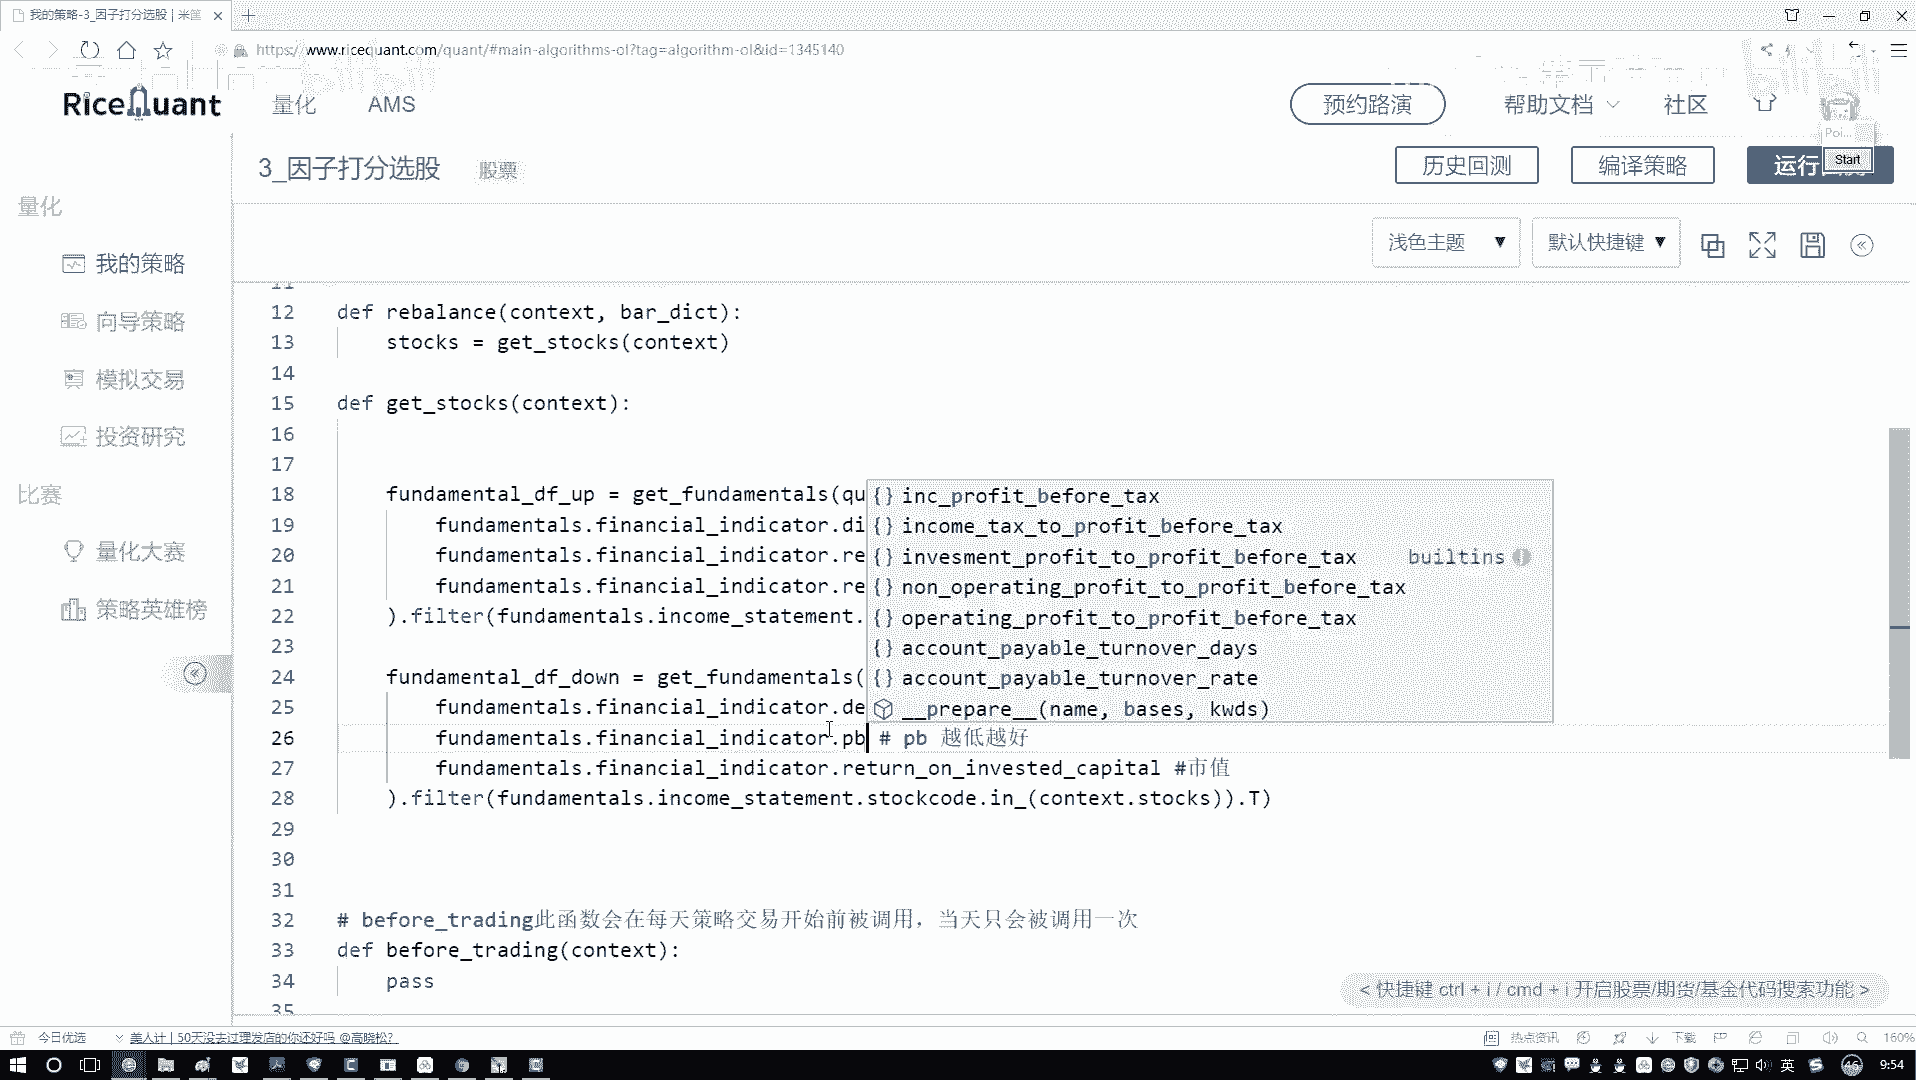 我的策略-3_因子打分选股 | 米筐
https://www.ricequant.com/quant/#main-algorithms-ol?tag=algorithm-ol&id=1345140
RiceQuant
量化
AMS
预约路演
帮助文档
社区
Poi...
Start
3_因子打分选股
股票
历史回测
编译策略
运行
量化
我的策略
向导策略
模拟交易
投资研究
比赛
量化大赛
策略英雄榜
浅色主题
默认快捷键
11
12 def rebalance(context, bar_dict):
13 stocks = get_stocks(context)
14
15 def get_stocks(context):
16
17
18 fundamental_df_up = get_fundamentals(qu
19 fundamentals.financial_indicator.di
20 fundamentals.financial_indicator.re
21 fundamentals.financial_indicator.re
22 ).filter(fundamentals.income_statement.
23
24 fundamental_df_down = get_fundamentals(
25 fundamentals.financial_indicator.de
26 fundamentals.financial_indicator.pb # pb 越低越好
27 fundamentals.financial_indicator.return_on_invested_capital #市值
28 ).filter(fundamentals.income_statement.stockcode.in_(context.stocks)).T)
29
30
31
32 # before_trading此函数会在每天策略交易开始前被调用，当天只会被调用一次
33 def before_trading(context):
34 pass
35
{} inc_profit_before_tax
{} income_tax_to_profit_before_tax
{} invesment_profit_to_profit_before_tax builtins
{} non_operating_profit_to_profit_before_tax
{} operating_profit_to_profit_before_tax
{} account_payable_turnover_days
{} account_payable_turnover_rate
__prepare__(name, bases, kwds)
< 快捷键 ctrl + i / cmd + i 开启股票/期货/基金代码搜索功能 >
今日优选
美人计 | 50天没去过理发店的你还好吗 @高晓松?
热点资讯
下载
160%
英
46
9:54